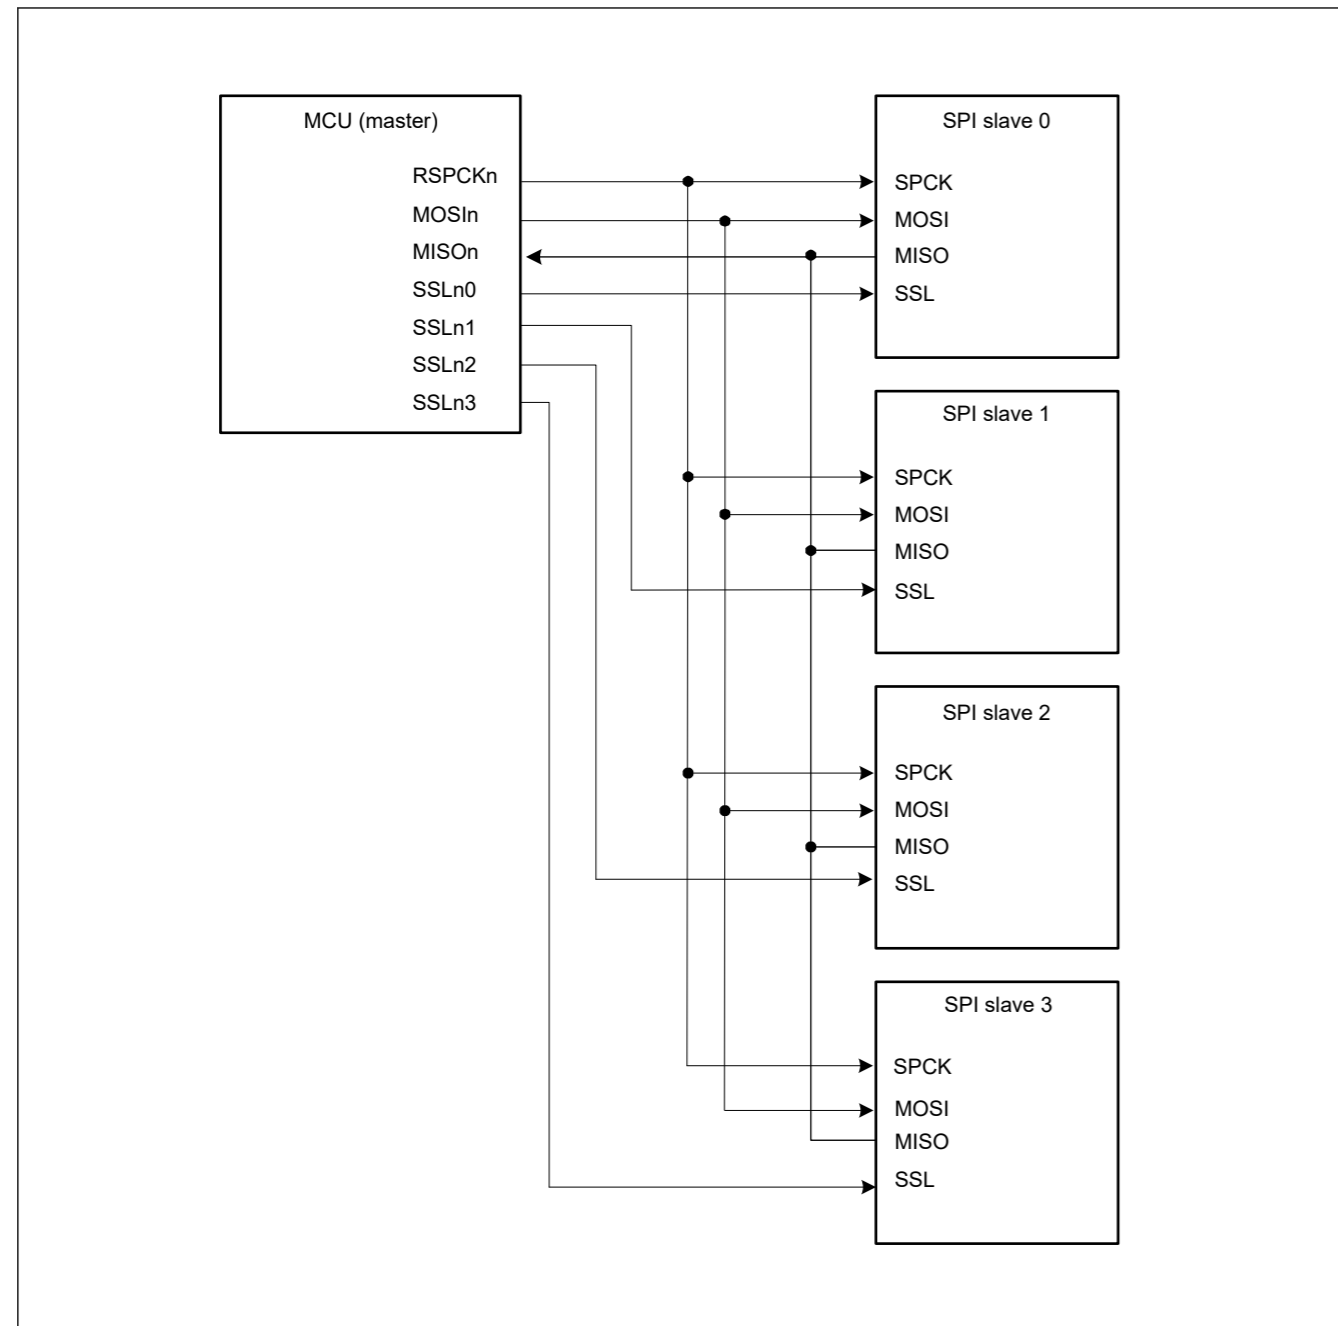 MCU (master)
RSPCKn
MOSIn
MISOn
SSLn0
SSLn1
SSLn2
SSLn3
SPI slave 0
SPCK
MOSI
MISO
SSL
SPI slave 1
SPCK
MOSI
MISO
SSL
SPI slave 2
SPCK
MOSI
MISO
SSL
SPI slave 3
SPCK
MOSI
MISO
SSL